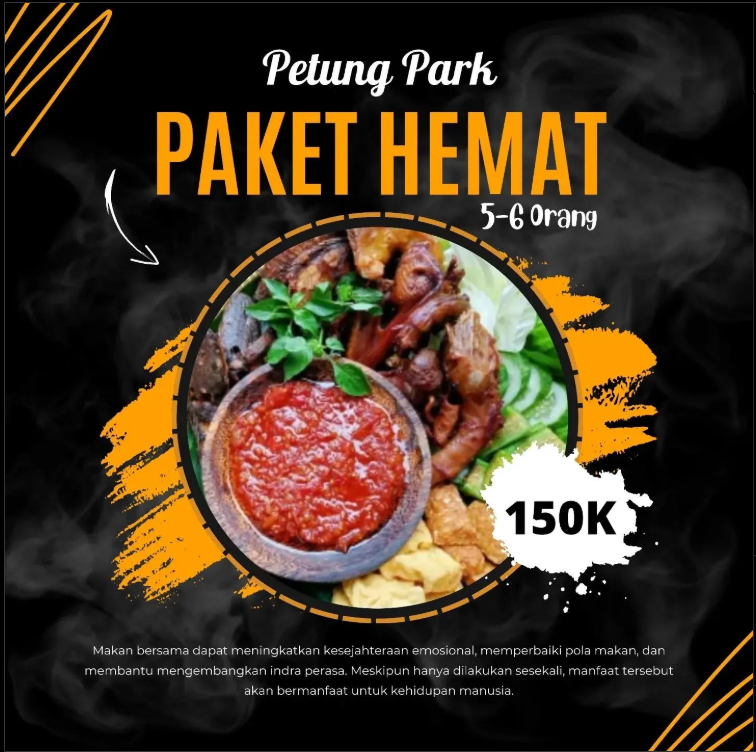 Petung Park
PAKET HEMAT
5-6 Orang
150K
Makan bersama dapat meningkatkan kesejahteraan emosional, memperbaiki pola makan, dan
membantu mengembangkan indra perasa. Meskipun hanya dilakukan sesekali, manfaat tersebut
akan bermanfaat untuk kehidupan manusia.